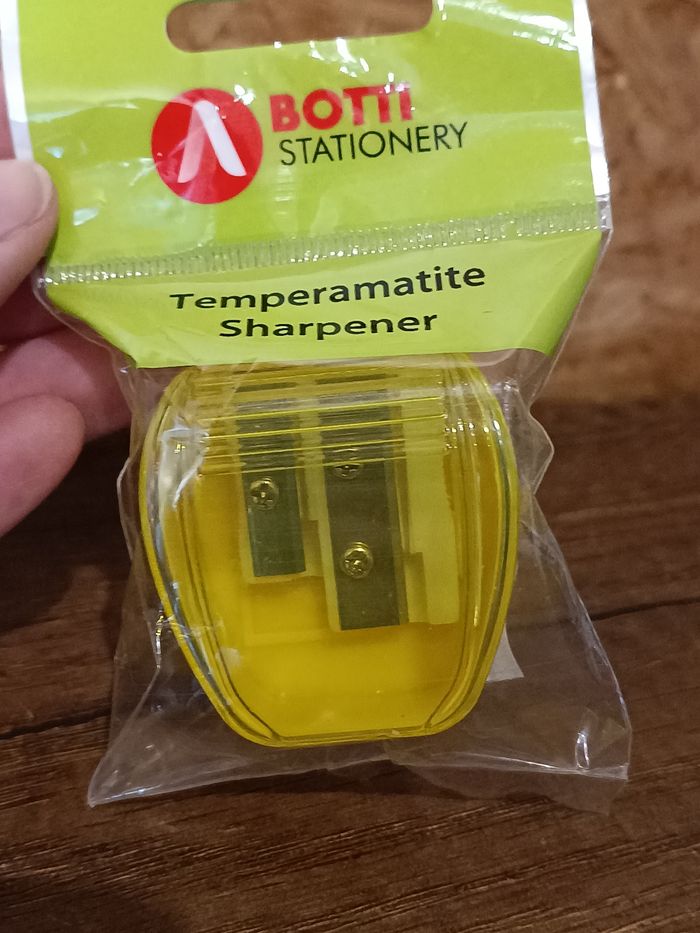 BOTTI
STATIONERY
Temperamatite
Sharpener